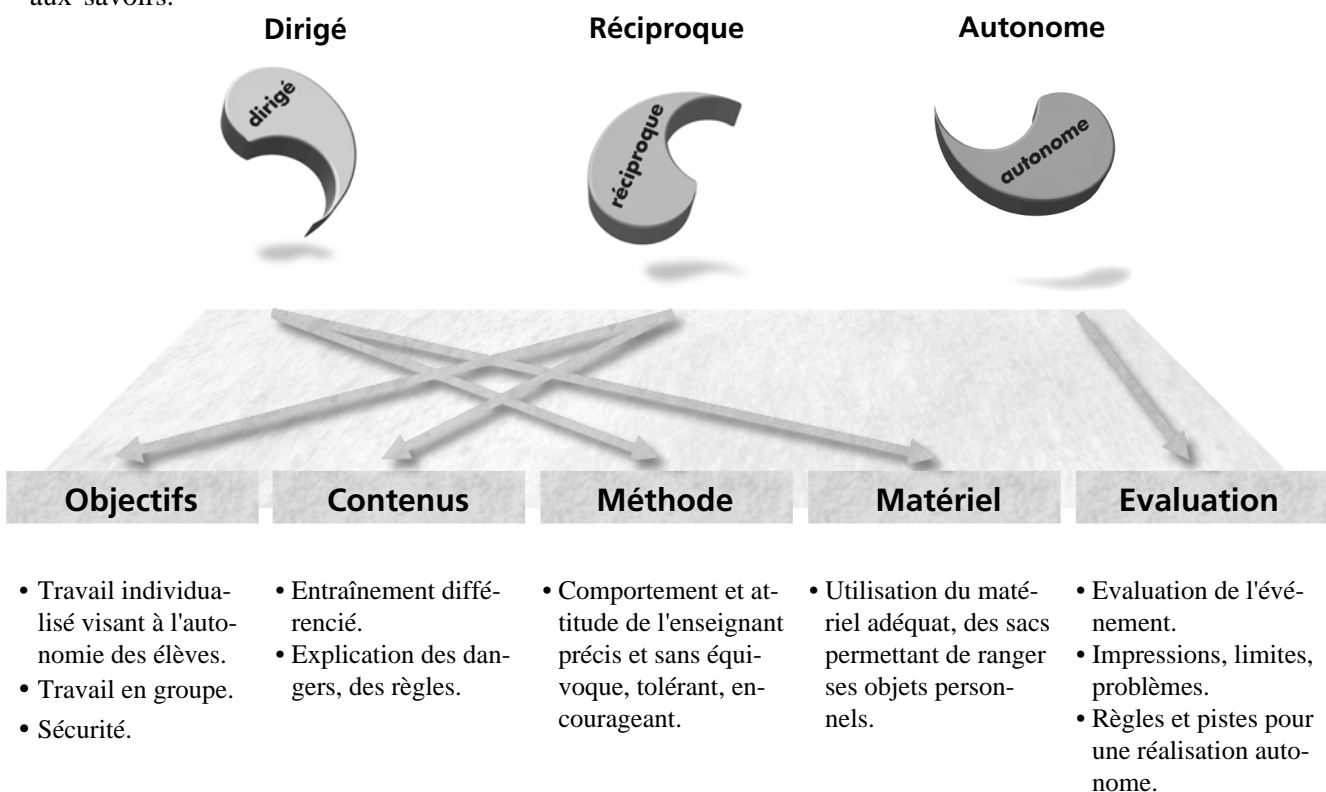 aux savoirs.
Dirigé
Réciproque
Autonome
dirigé
réciproque
autonome
Objectifs
Contenus
Méthode
Matériel
Evaluation
• Travail individua-
lisé visant à l'auto-
nomie des élèves.
• Travail en groupe.
• Sécurité.
• Entraînement diffé-
rencié.
• Explication des dan-
gers, des règles.
• Comportement et at-
titude de l'enseignant
précis et sans équi-
voque, tolérant, en-
courageant.
• Utilisation du maté-
riel adéquat, des sacs
permettant de ranger
ses objets person-
nels.
• Evaluation de l'évé-
nement.
• Impressions, limites,
problèmes.
• Règles et pistes pour
une réalisation auto-
nome.